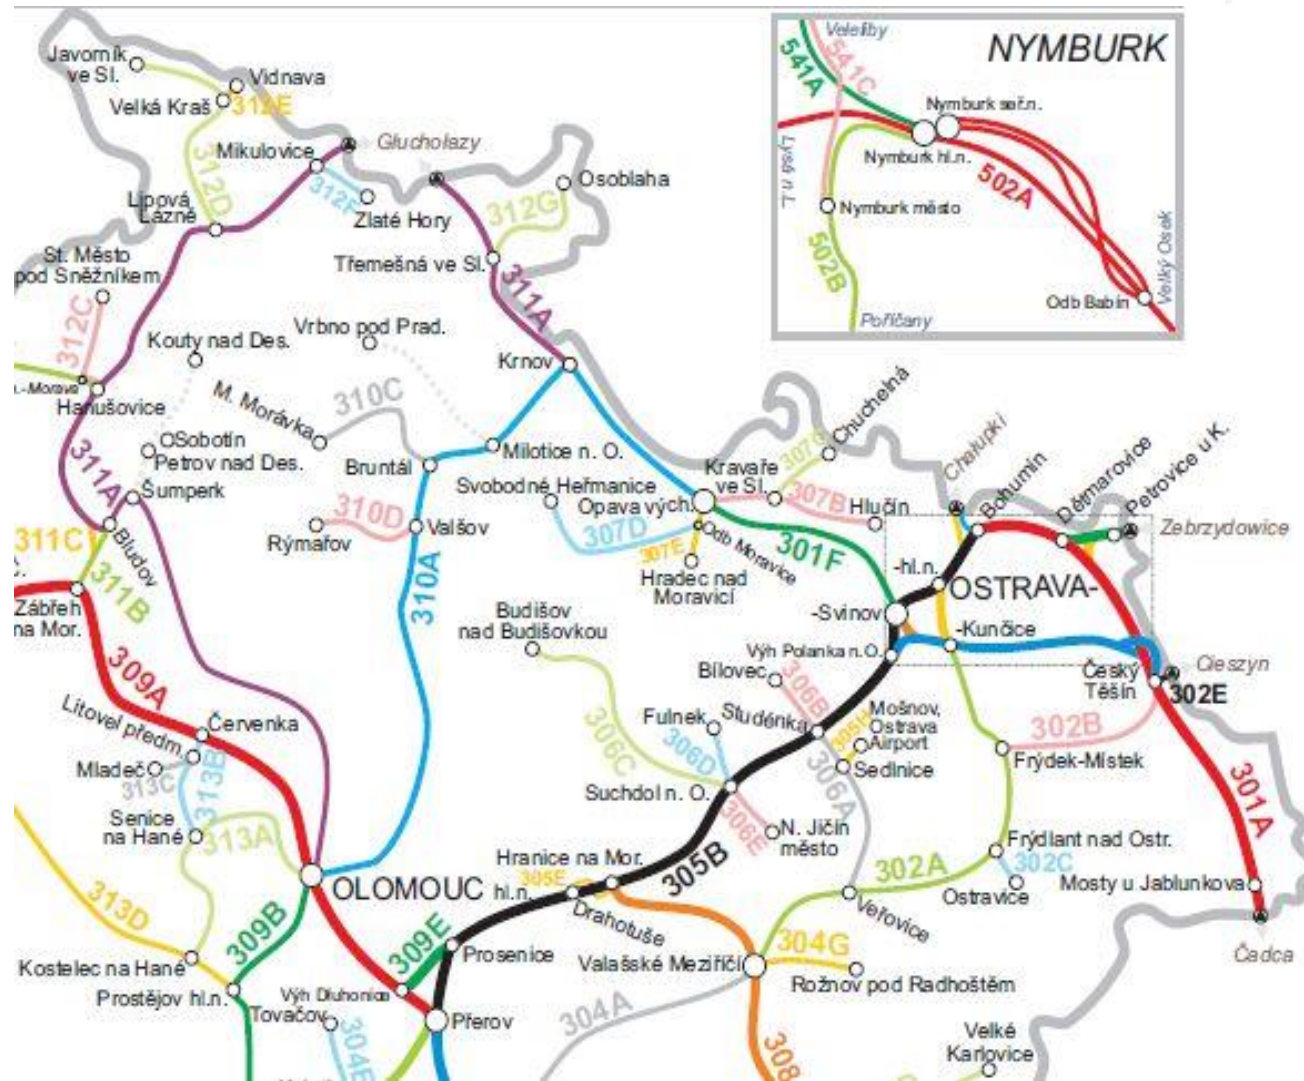 Javorník
ve Sl.
Vidnava
Velká Kraš
312E
Mikulovice
Głuchołazy
312D
312F
Zlaté Hory
Lipová
Lázně
Osoblaha
312G
Třemešná ve Sl.
311A
St. Město
pod Sněžníkem
312C
Kouty nad Des.
Vrbno pod Prad.
Krnov
.-Morava
Hanušovice
M. Morávka
310C
OSobotín
Petrov nad Des.
Bruntál
Milotice n. O.
311A
Šumperk
Svobodné Heřmanice
Opava vých.
Kravaře
ve Sl.
307C
Chuchelná
307B
Hlučín
Chałupki
Bohumín
Dětmarovice
Petrovice u K.
Zebrzydowice
310D
Rýmařov
Valšov
307D
307E
Odb Moravice
301F
Hradec nad
Moravicí
311C
Bludov
311B
310A
-hl.n.
OSTRAVA-
-Svinov
-Kunčice
Zábřeh
na Mor.
Budišov
nad Budišovkou
Výh Polanka n. O.
Bílovec
306B
Český
Těšín
Cieszyn
302E
309A
Litovel předm.
Červenka
Fulnek
306D
Studénka
Mošnov,
Ostrava
Airport
305H
Sedlnice
302B
Frýdek-Místek
Mladeč
313C
313B
306C
306A
301A
Suchdol n. O.
306E
N. Jičín
město
Senice
na Hané
313A
Hranice na Mor.
305E
hl.n.
305B
Drahotuše
302A
Frýdlant nad Ostr.
302C
Ostravice
Mosty u Jablunkova
Čadca
OLOMOUC
313D
309B
309E
Prosenice
Veřovice
304G
Valašské Meziříčí
Rožnov pod Radhoštěm
Kostelec na Hané
Prostějov hl.n.
Výh Dluhonice
Tovačov
Přerov
304A
308
Velké
Karlovice
NYMBURK
Veleliby
541A
541C
Nymburk seř.n.
Nymburk hl.n.
502A
Lysá n. L.
Nymburk město
502B
Poříčany
Odb Babín
Velký Osek